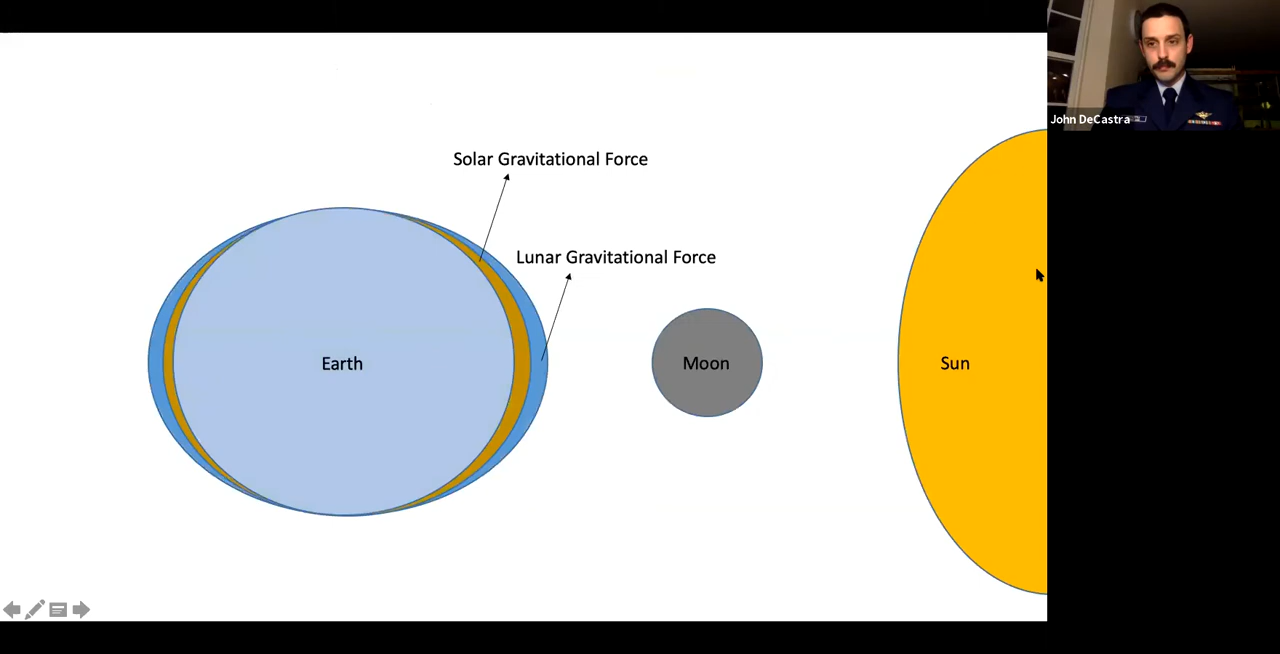 John DeCastra
Solar Gravitational Force
Lunar Gravitational Force
Earth
Moon
Sun